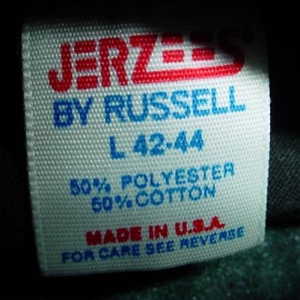 JERZEES®
BY RUSSELL
L 42-44
50% POLYESTER
50% COTTON
MADE IN U.S.A.
FOR CARE SEE REVERSE